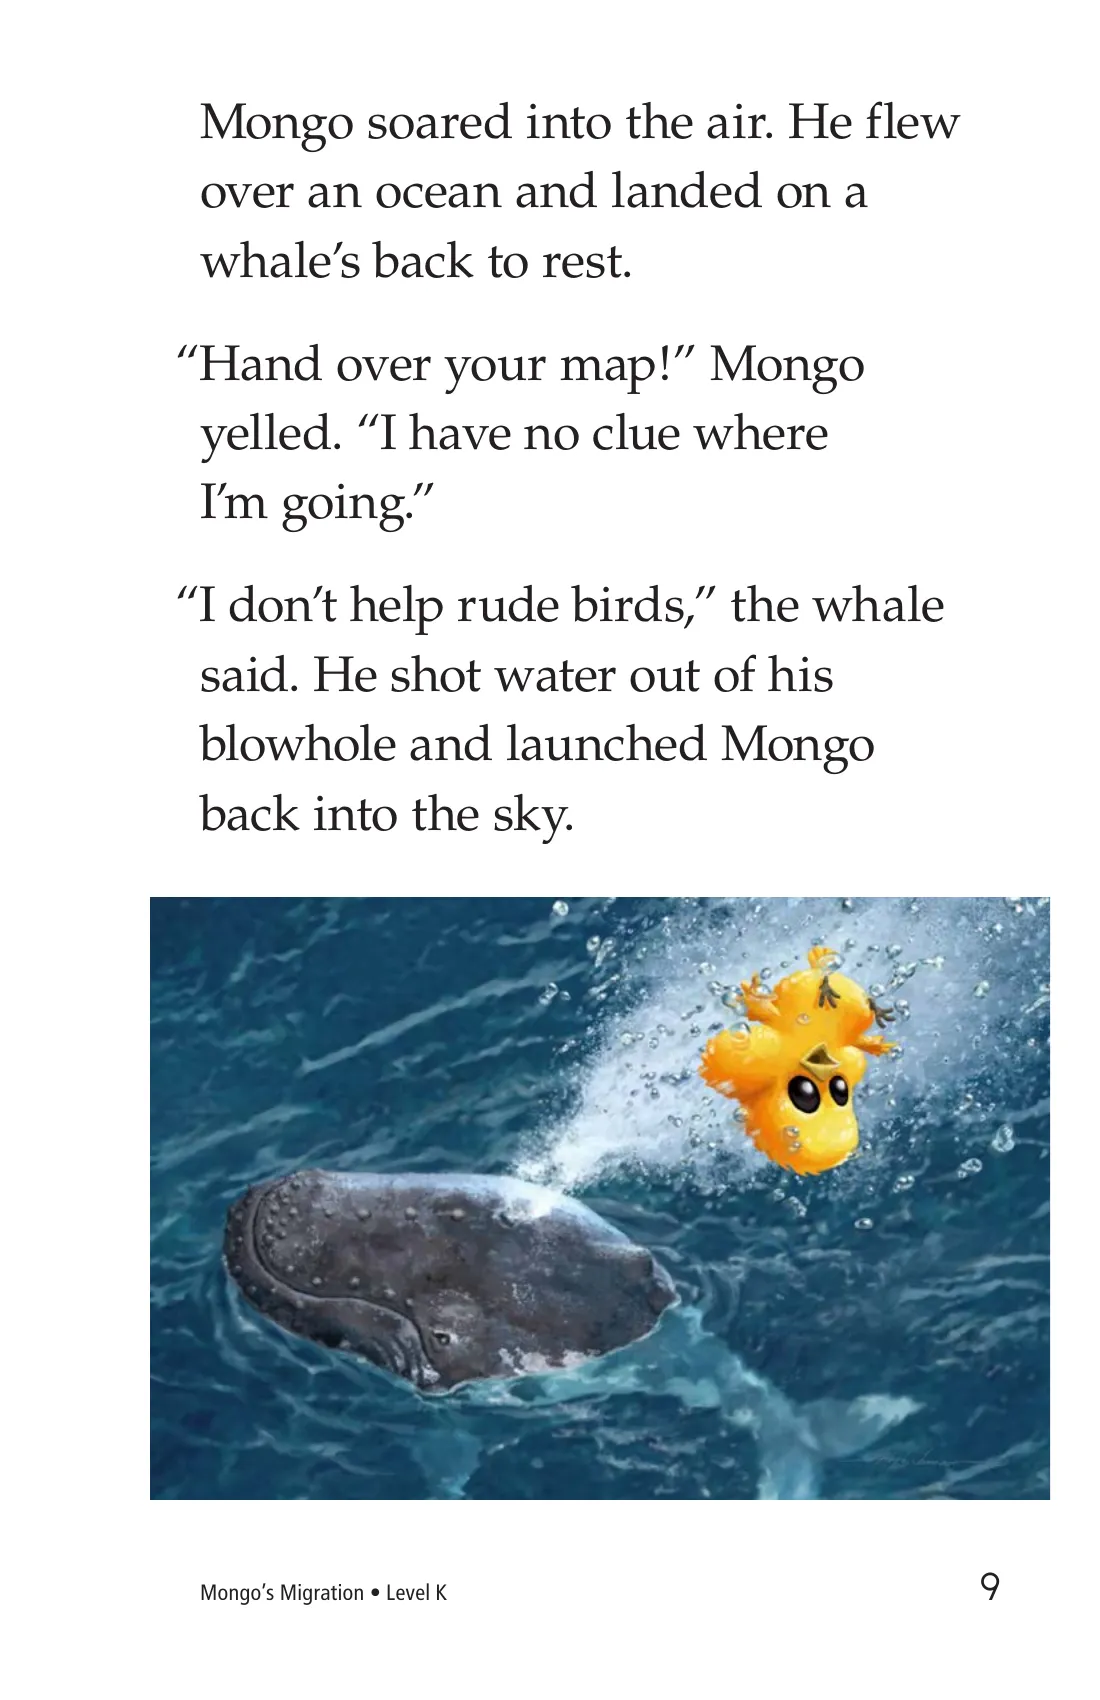 Mongo soared into the air. He flew
over an ocean and landed on a
whale’s back to rest.
“Hand over your map!” Mongo
yelled. “I have no clue where
I’m going.”
“I don’t help rude birds,” the whale
said. He shot water out of his
blowhole and launched Mongo
back into the sky.
Mongo’s Migration • Level K
9